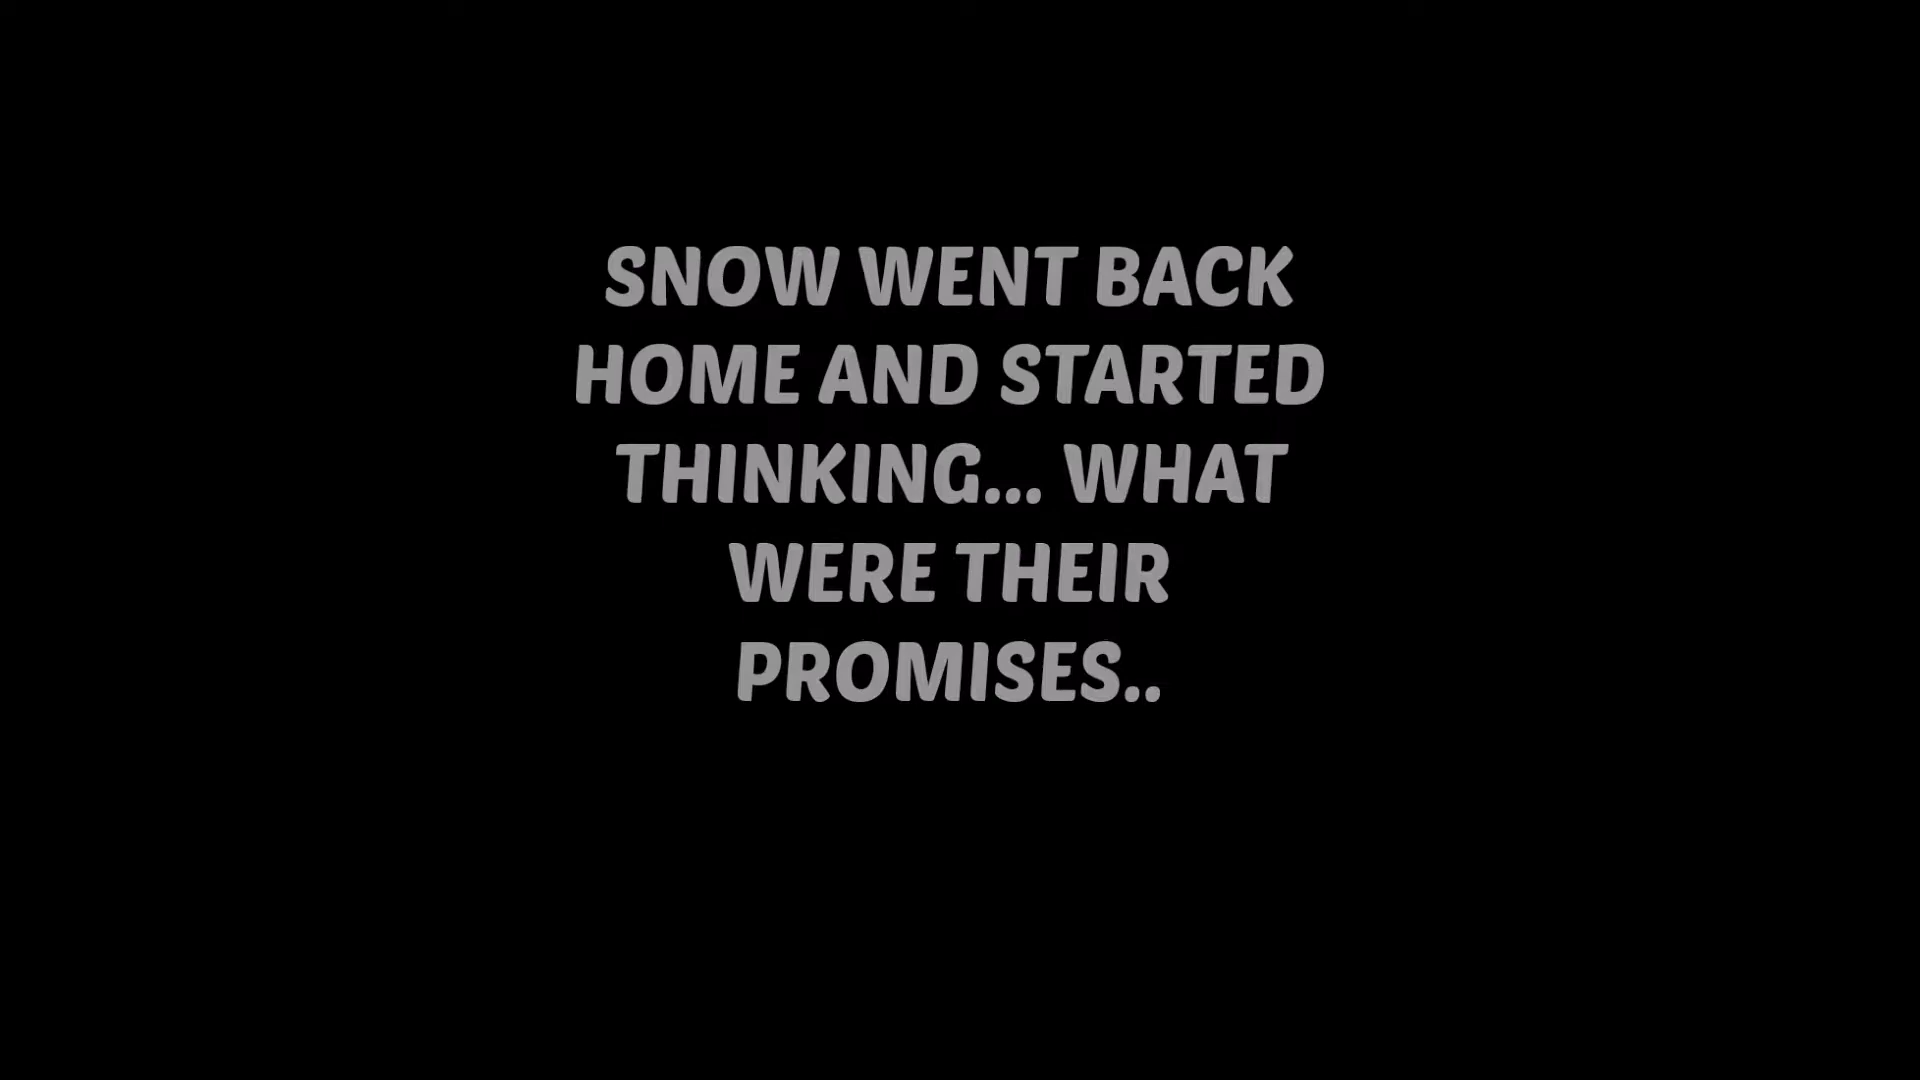 SNOW WENT BACK
HOME AND STARTED
THINKING... WHAT
WERE THEIR
PROMISES..